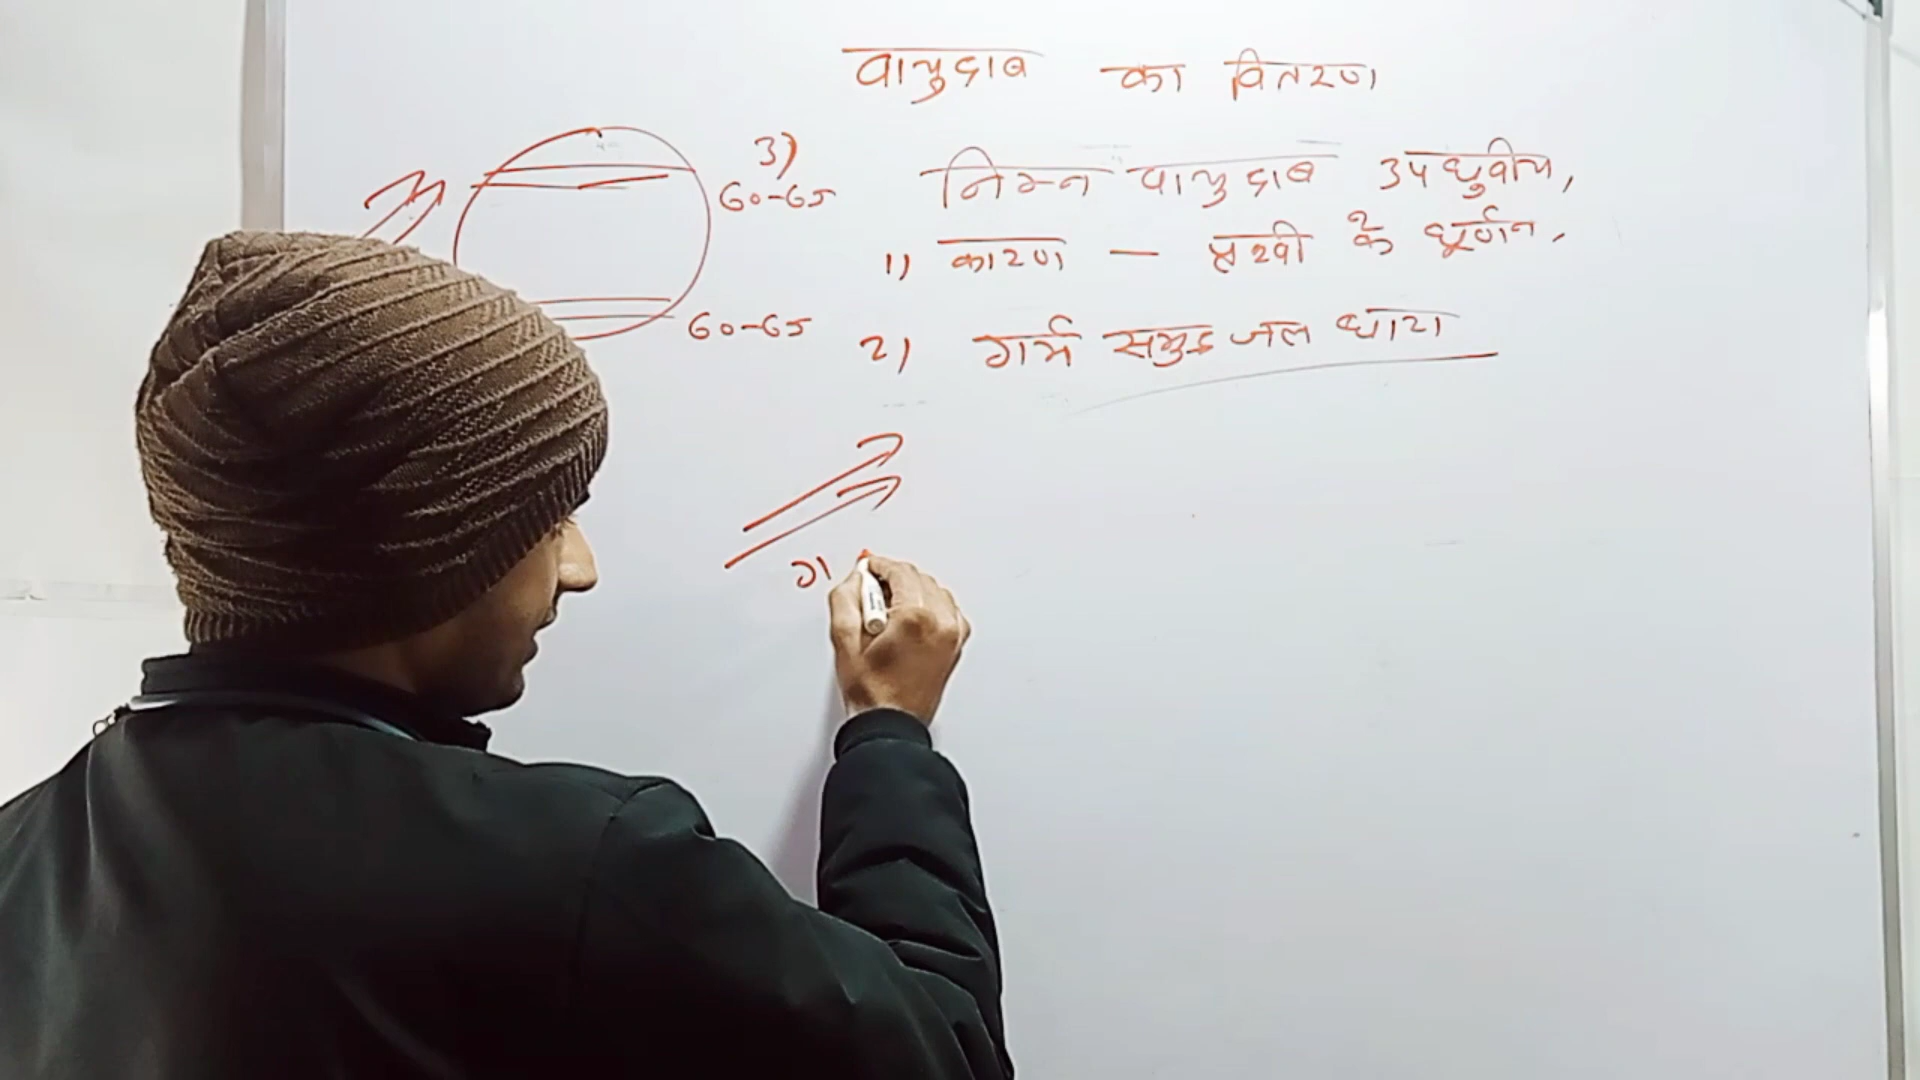 वायुदाब का वितरण
3)
60-65
निम्न वायुदाब उपध्रुवीय,
1) कारण - पृथ्वी के घूर्णन,
60-65
2) गर्म समुद्र जल धारा
ग